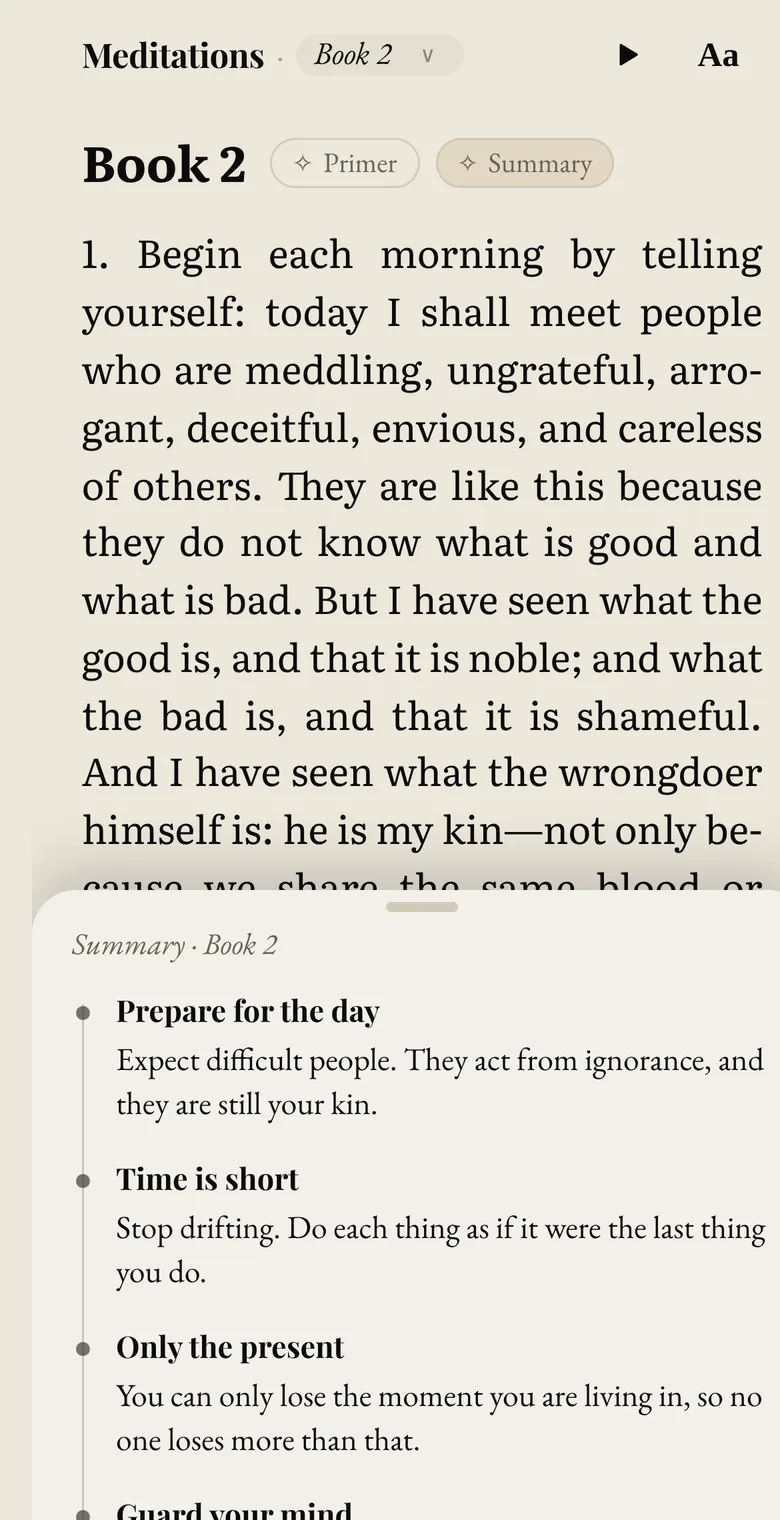 Meditations · Book 2 ∨ Aa
Book 2 ✧ Primer ✧ Summary
1. Begin each morning by telling
yourself: today I shall meet people
who are meddling, ungrateful, arro-
gant, deceitful, envious, and careless
of others. They are like this because
they do not know what is good and
what is bad. But I have seen what the
good is, and that it is noble; and what
the bad is, and that it is shameful.
And I have seen what the wrongdoer
himself is: he is my kin—not only be-
cause we share the same blood or
Summary · Book 2
Prepare for the day
Expect difficult people. They act from ignorance, and
they are still your kin.
Time is short
Stop drifting. Do each thing as if it were the last thing
you do.
Only the present
You can only lose the moment you are living in, so no
one loses more than that.
Guard your mind